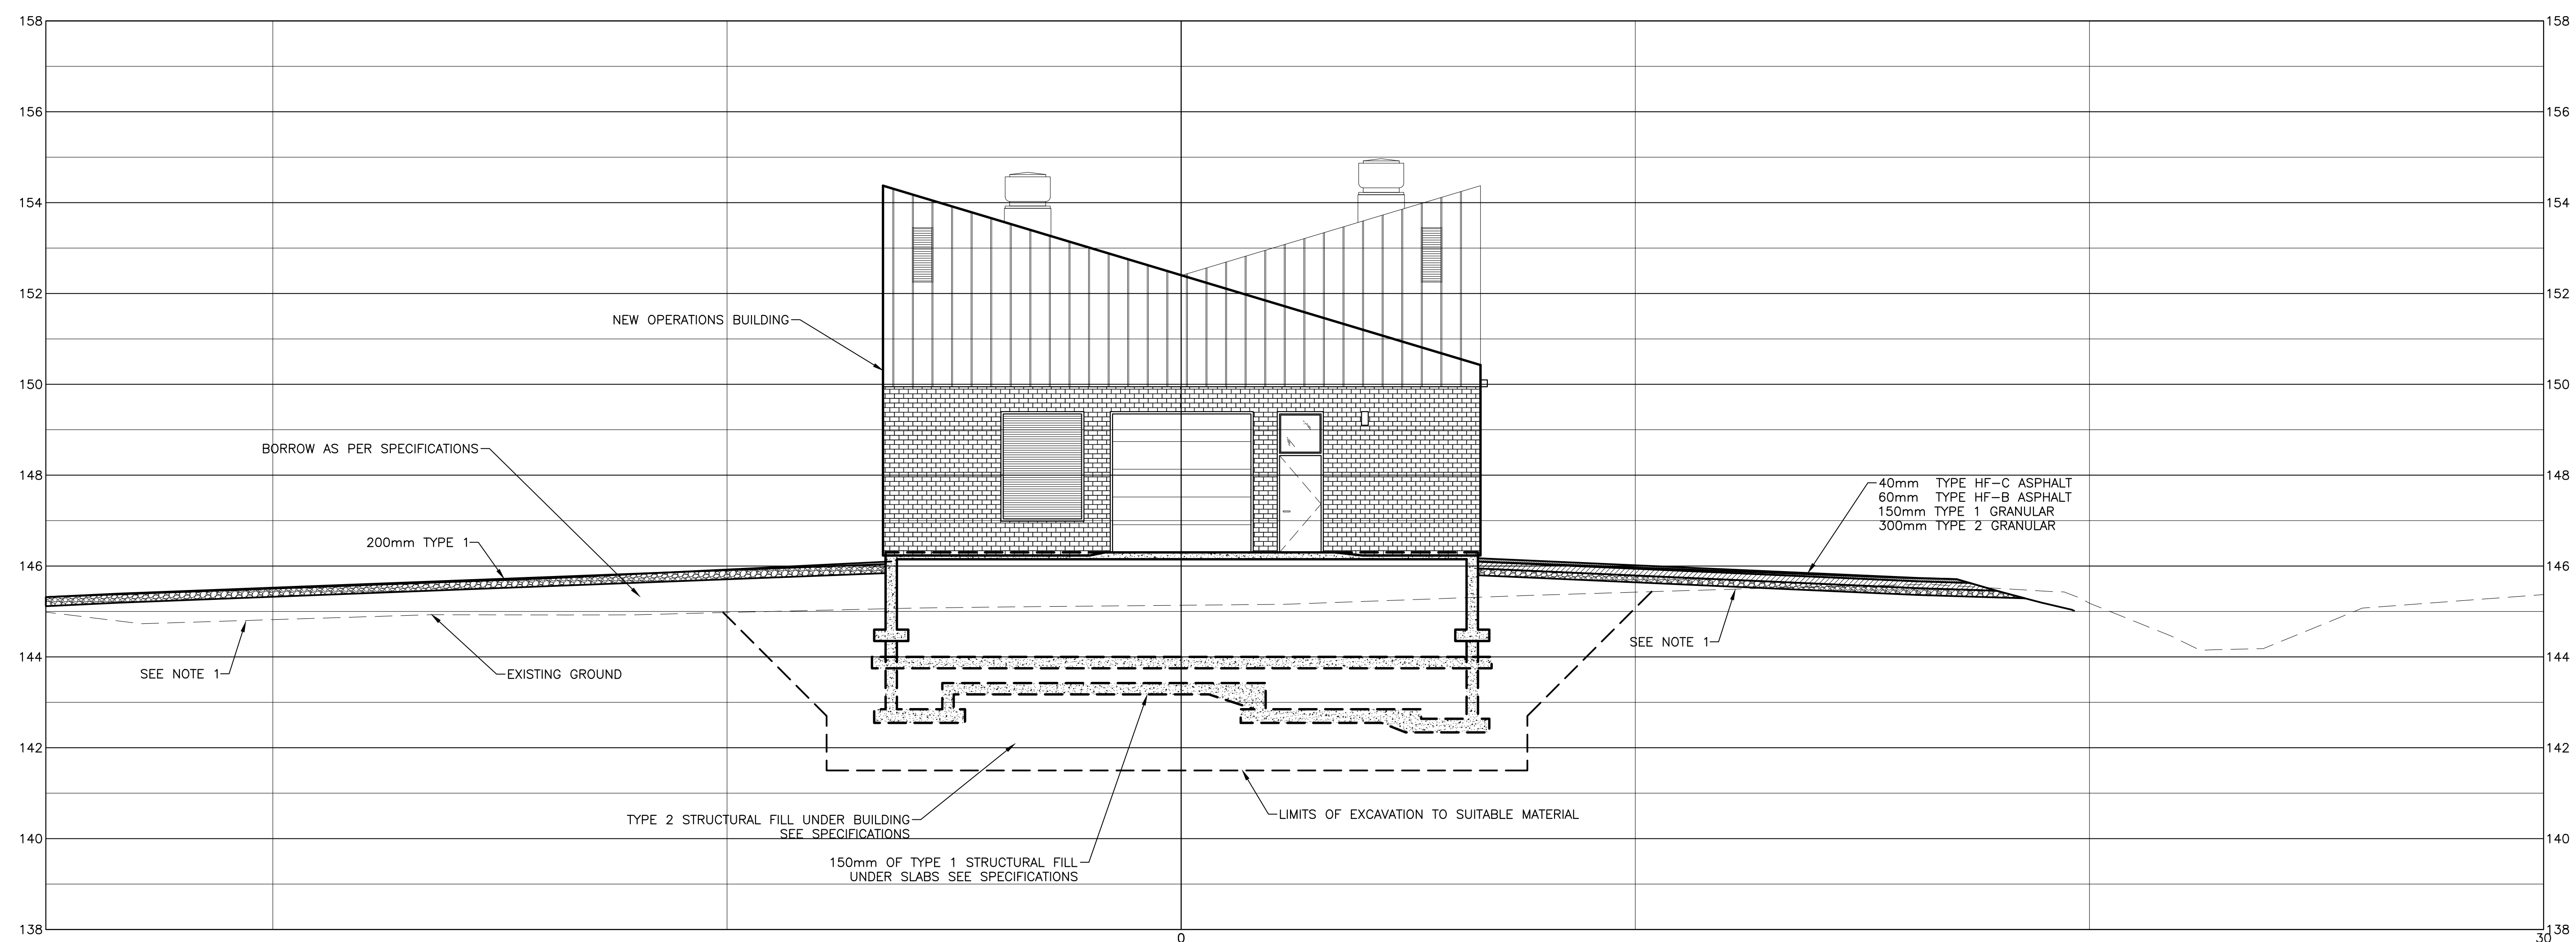 158
158
156
156
154
154
152
152
NEW OPERATIONS BUILDING
150
150
BORROW AS PER SPECIFICATIONS
148
148
40mm TYPE HF-C ASPHALT
60mm TYPE HF-B ASPHALT
150mm TYPE 1 GRANULAR
300mm TYPE 2 GRANULAR
200mm TYPE 1
146
146
SEE NOTE 1
144
144
SEE NOTE 1
EXISTING GROUND
142
142
LIMITS OF EXCAVATION TO SUITABLE MATERIAL
TYPE 2 STRUCTURAL FILL UNDER BUILDING
SEE SPECIFICATIONS
140
140
150mm OF TYPE 1 STRUCTURAL FILL
UNDER SLABS SEE SPECIFICATIONS
138
138
0
30